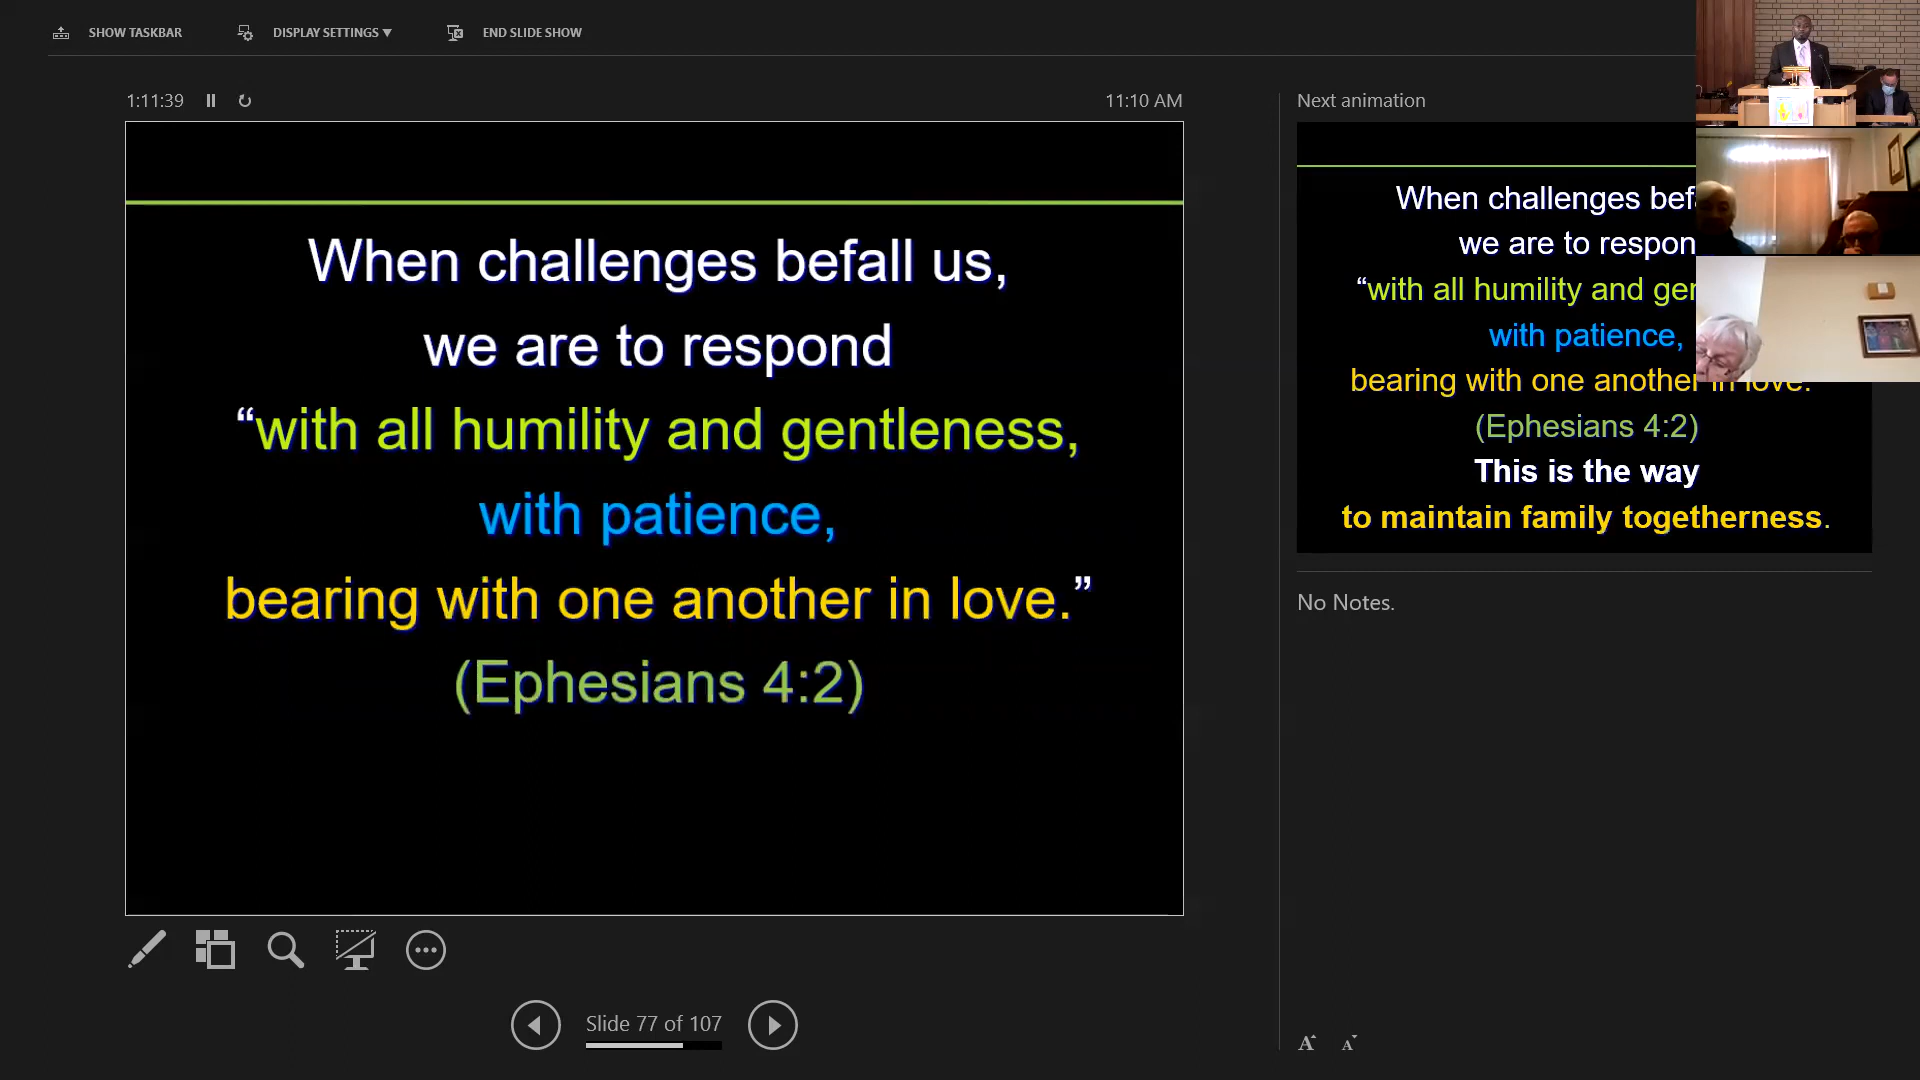 SHOW TASKBAR
DISPLAY SETTINGS ▼
END SLIDE SHOW
1:11:39
11:10 AM
When challenges befall us,
we are to respond
“with all humility and gentleness,
with patience,
bearing with one another in love.”
(Ephesians 4:2)
Slide 77 of 107
Next animation
When challenges
we are to
“with all humility and
with patience,
bearing with one another in love.
(Ephesians 4:2)
This is the way
to maintain family togetherness.
No Notes.
A A